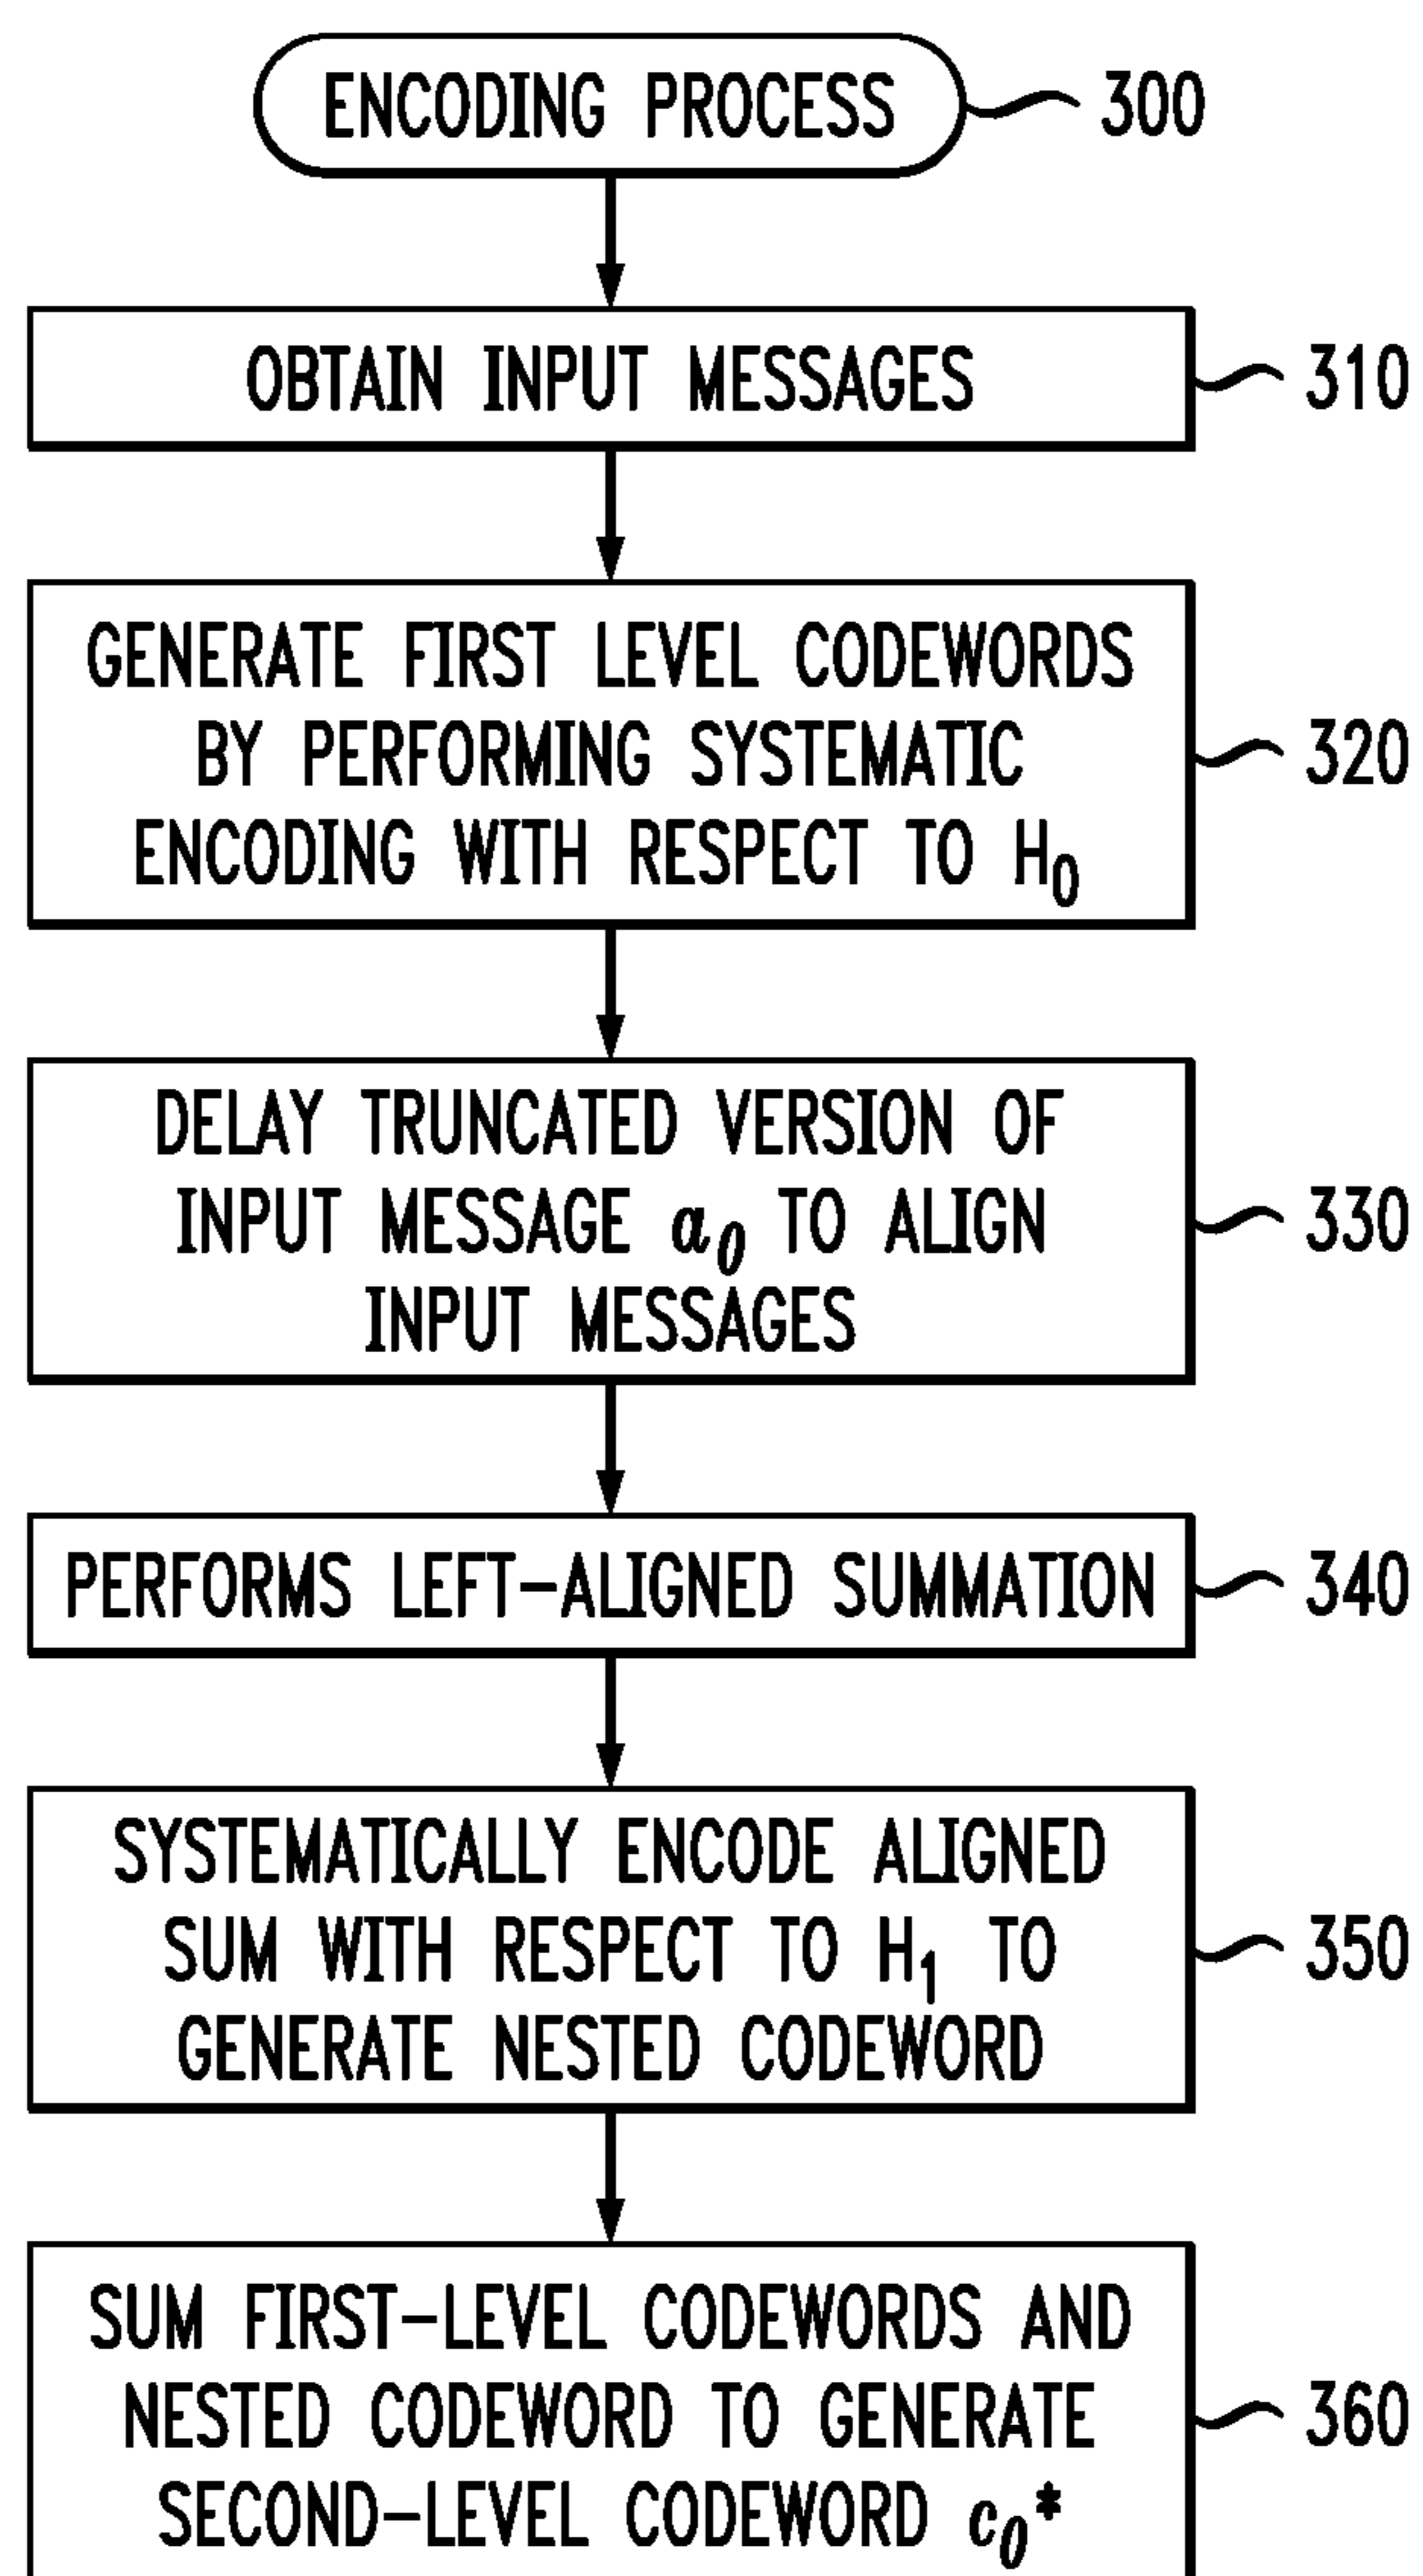 ENCODING PROCESS
300
OBTAIN INPUT MESSAGES
310
GENERATE FIRST LEVEL CODEWORDS
BY PERFORMING SYSTEMATIC
ENCODING WITH RESPECT TO H₀
320
DELAY TRUNCATED VERSION OF
INPUT MESSAGE α₀ TO ALIGN
INPUT MESSAGES
330
PERFORMS LEFT-ALIGNED SUMMATION
340
SYSTEMATICALLY ENCODE ALIGNED
SUM WITH RESPECT TO H₁ TO
GENERATE NESTED CODEWORD
350
SUM FIRST-LEVEL CODEWORDS AND
NESTED CODEWORD TO GENERATE
SECOND-LEVEL CODEWORD c₀*
360